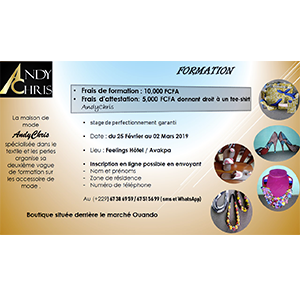 ANDY
CHRIS
FORMATION
• Frais de formation : 10,000 FCFA
• Frais d'attestation: 5,000 FCFA donnant droit à un tee-shirt
AndyChris
La maison de
mode
AndyChris
spécialisée dans le
textile et les perles
organise sa
deuxième vague
de formation sur
les accessoire de
mode .
• stage de perfectionnement garanti
• Date : du 25 Février au 02 Mars 2019
• Lieu : Feelings Hôtel / Avakpa
• Inscription en ligne possible en envoyant
- Nom et prénoms
- Zone de résidence
- Numéro de téléphone
Au (+229) 67 38 69 59 / 67 51 56 99 ( sms et WhatsApp)
Boutique située derrière le marché Ouando